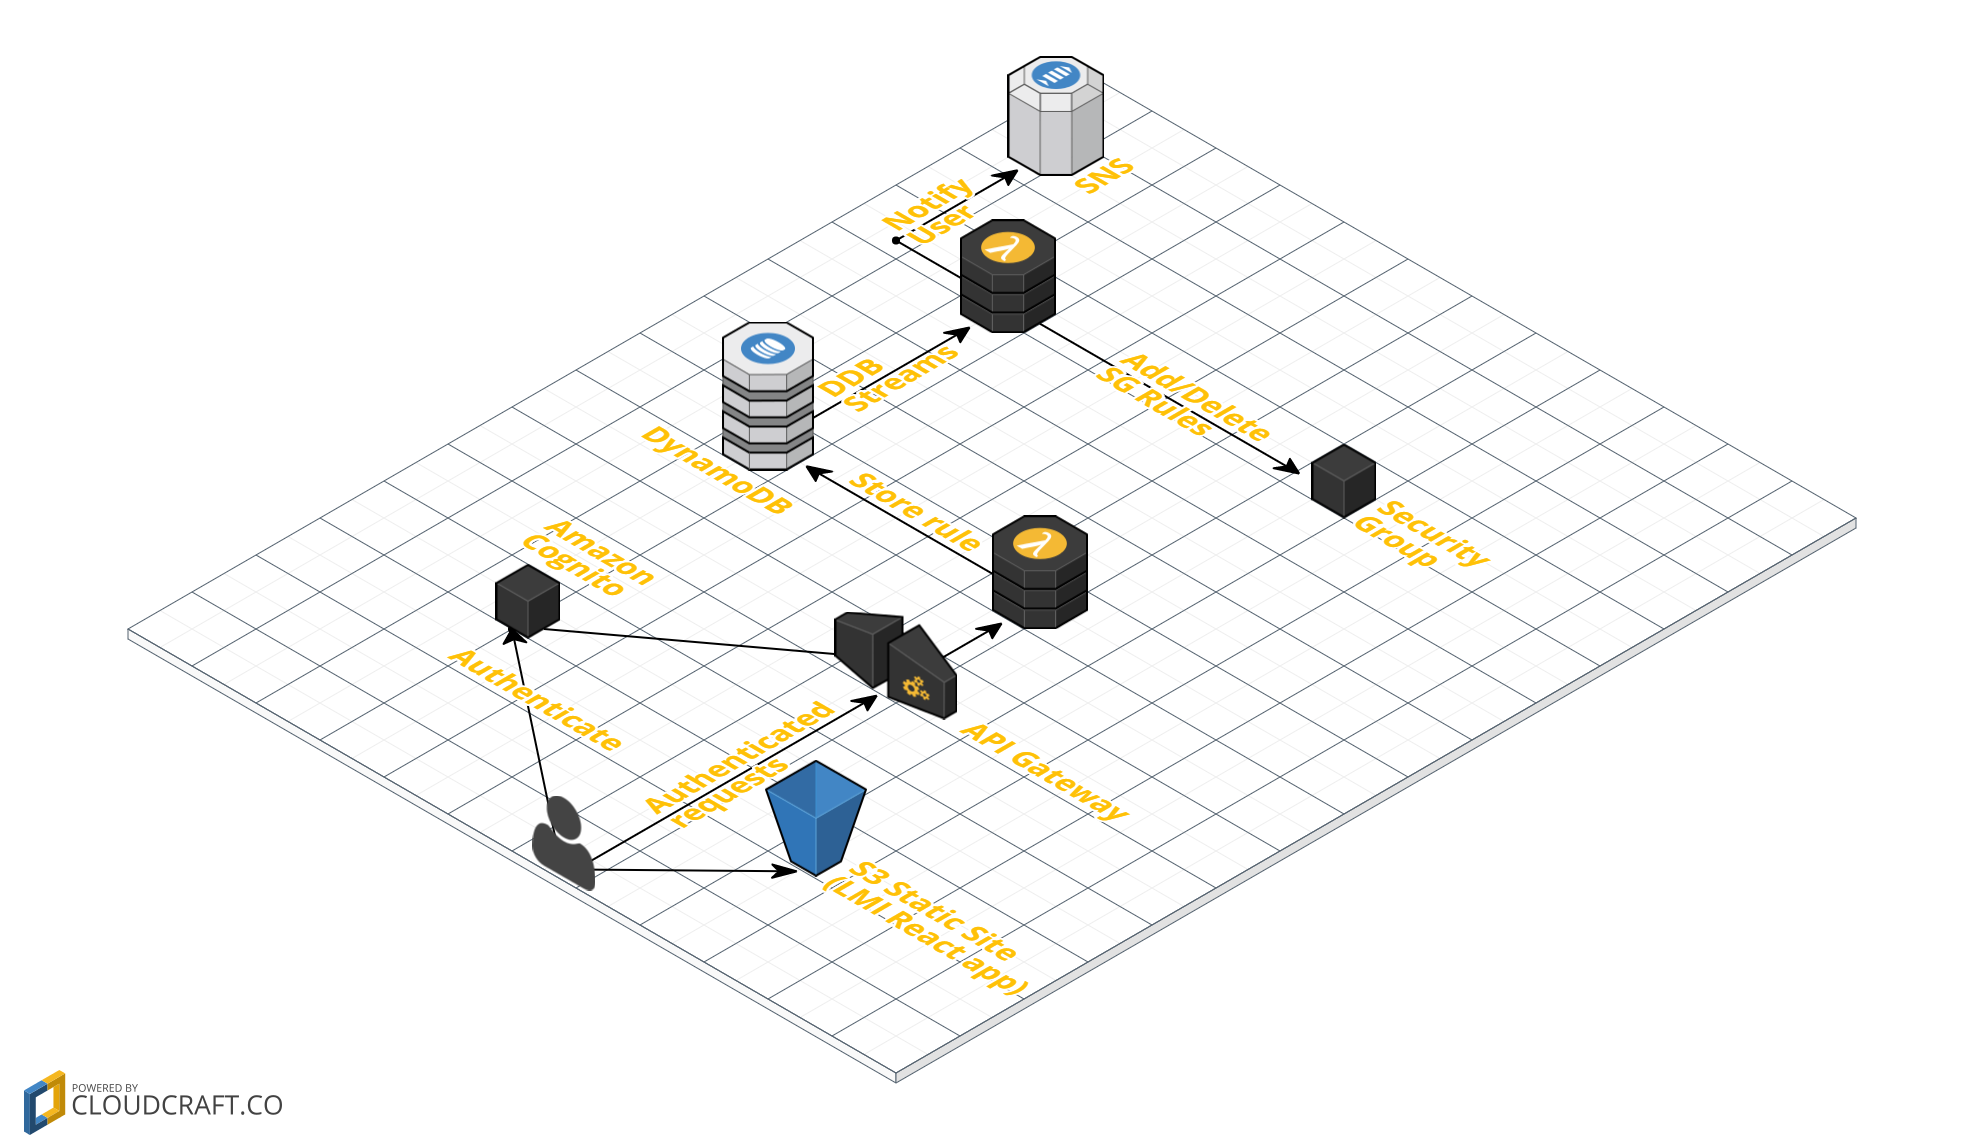 SNS
Notify
User
DDB
Streams
Add/Delete
SG Rules
DynamoDB
Store rule
Security
Group
Amazon
Cognito
Authenticate
Authenticated
requests
API Gateway
S3 Static Site
(LMI React app)
POWERED BY
CLOUDCRAFT.CO